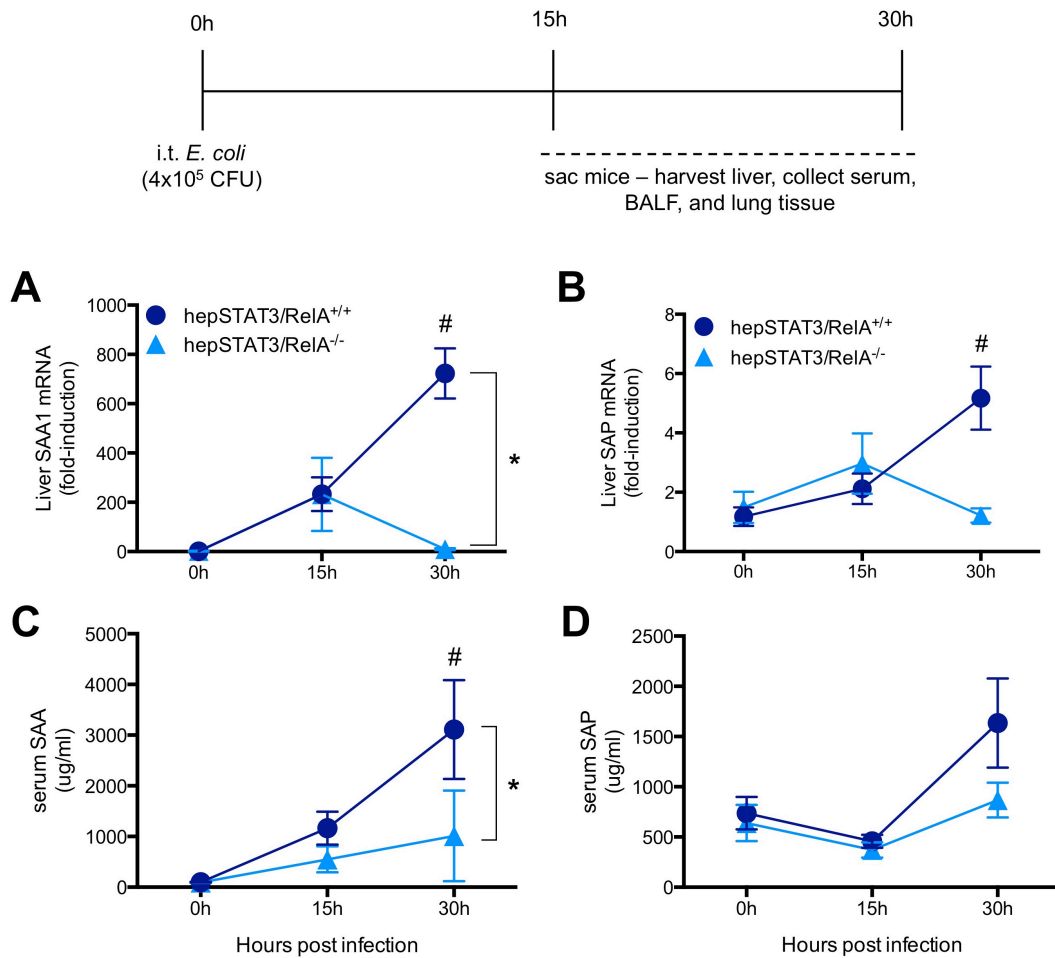 0h
15h
30h
i.t. E. coli
(4x10⁵ CFU)
sac mice – harvest liver, collect serum,
BALF, and lung tissue
A
Liver SAA1 mRNA
(fold-induction)
1000
800
600
400
200
0
hepSTAT3/RelA+/+
hepSTAT3/RelA-/-
#
*
0h
15h
30h
B
Liver SAP mRNA
(fold-induction)
8
6
4
2
0
hepSTAT3/RelA+/+
hepSTAT3/RelA-/-
#
0h
15h
30h
C
serum SAA
(ug/ml)
5000
4000
3000
2000
1000
0
#
*
0h
15h
30h
Hours post infection
D
serum SAP
(ug/ml)
2500
2000
1500
1000
500
0
0h
15h
30h
Hours post infection